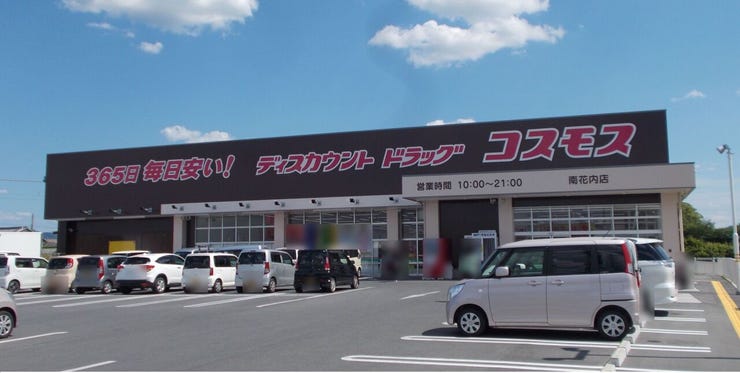 365日 毎日安い! ディスカウント ドラッグ コスモス
営業時間 10:00～21:00 南花内店